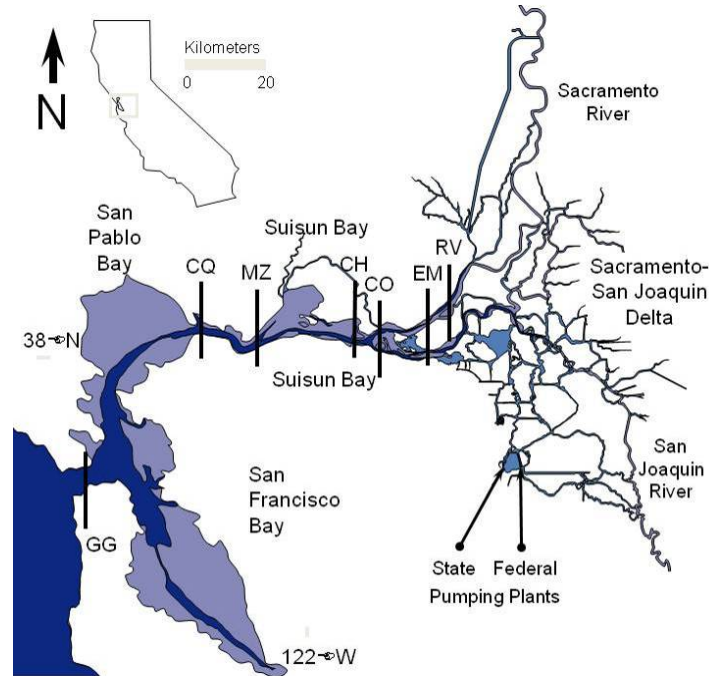 Kilometers
0 20
N
Sacramento
River
San
Pablo
Bay
Suisun Bay
CQ
MZ
CH
CO
EM
RV
Sacramento-
San Joaquin
Delta
38☜N
Suisun Bay
San
Francisco
Bay
GG
San
Joaquin
River
State Federal
Pumping Plants
122☜W